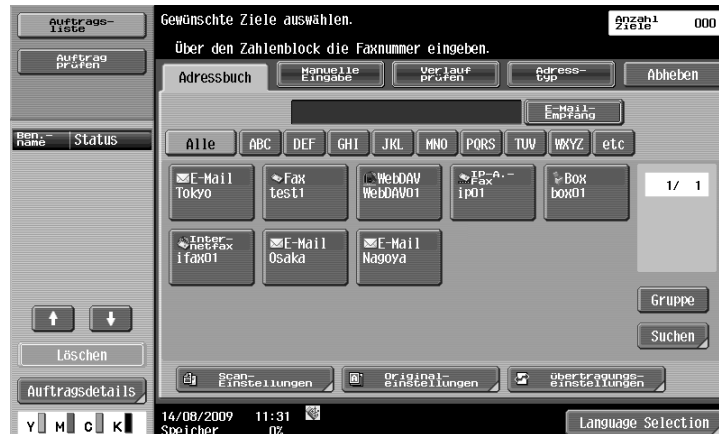 Auftrags-
liste
Auftrag
prüfen
Ben.-
name
Status
Löschen
Auftragsdetails
Y M C K
Gewünschte Ziele auswählen.
Anzahl
Ziele
000
Über den Zahlenblock die Faxnummer eingeben.
Adressbuch
Manuelle
Eingabe
Verlauf
prüfen
Adress-
typ
Abheben
E-Mail-
Empfang
Alle ABC DEF GHI JKL MNO PQRS TUV WXYZ etc
E-Mail
Tokyo
Fax
test1
WebDAV
WebDAV01
IP-A.-
Fax
ip01
Box
box01
1/ 1
Inter-
netfax
ifax01
E-Mail
Osaka
E-Mail
Nagoya
Gruppe
Suchen
Scan-
Einstellungen
Original-
einstellungen
übertragungs-
einstellungen
14/08/2009 11:31
Speicher 0%
Language Selection